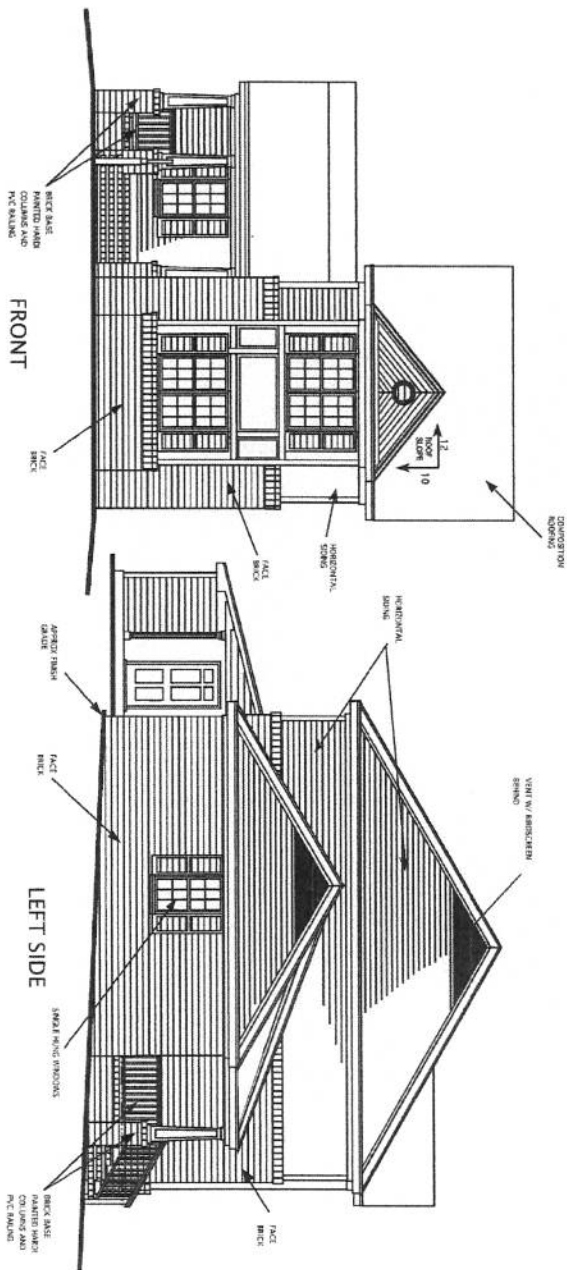 COMPOSITION
ROOFING
12
ROOF
SLOPE
10
HORIZONTAL
SIDING
FACE
BRICK
FACE
BRICK
BRICK BASE
PAINTED HARDI
COLUMNS AND
PVC RAILING
FRONT
VENT W/ BIRDSCREEN
BEHIND
HORIZONTAL
SIDING
APPROX FINISH
GRADE
FACE
BRICK
SINGLE HUNG WINDOWS
FACE
BRICK
BRICK BASE
PAINTED HARDI
COLUMNS AND
PVC RAILING
LEFT SIDE